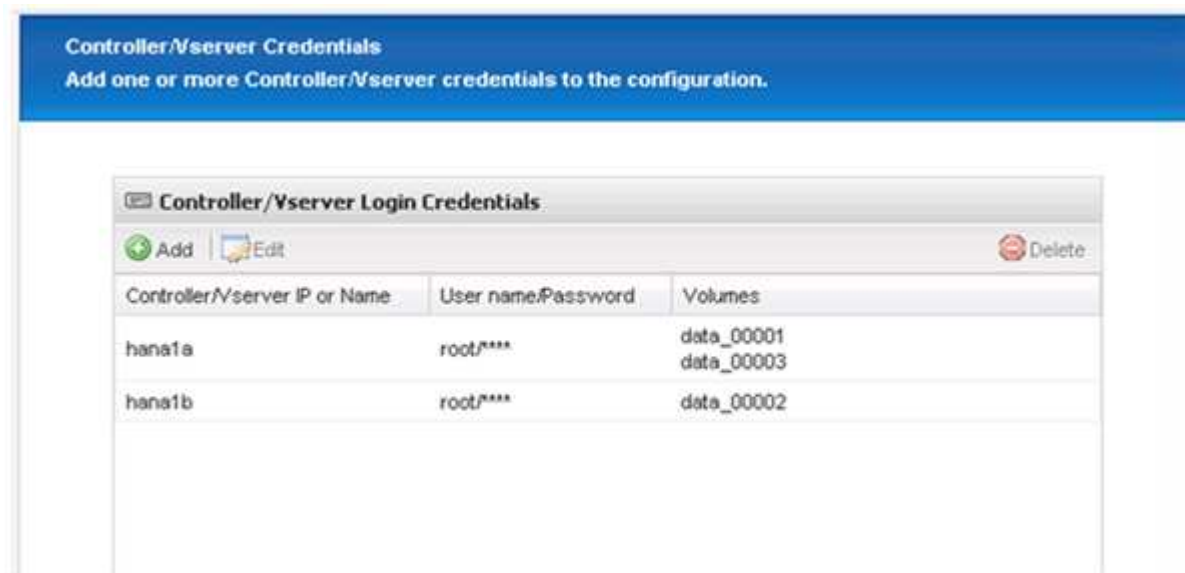 Controller/Vserver Credentials
Add one or more Controller/Vserver credentials to the configuration.
Controller/Vserver Login Credentials
Add Edit Delete
Controller/Vserver IP or Name User name/Password Volumes
hana1a root/**** data_00001
data_00003
hana1b root/**** data_00002